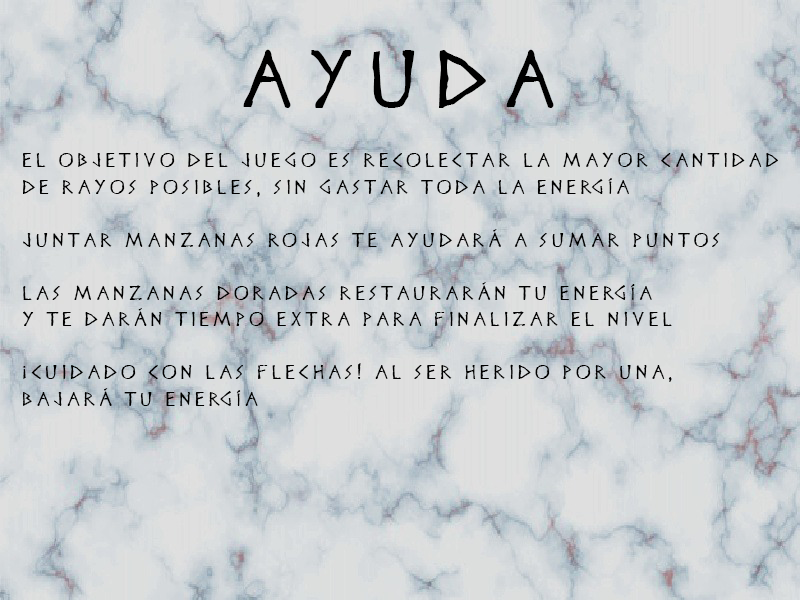 AYUDA
EL OBJETIVO DEL JUEGO ES RECOLECTAR LA MAYOR CANTIDAD
DE RAYOS POSIBLES, SIN GASTAR TODA LA ENERGÍA
JUNTAR MANZANAS ROJAS TE AYUDARÁ A SUMAR PUNTOS
LAS MANZANAS DORADAS RESTAURARÁN TU ENERGÍA
Y TE DARÁN TIEMPO EXTRA PARA FINALIZAR EL NIVEL
¡CUIDADO CON LAS FLECHAS! AL SER HERIDO POR UNA,
BAJARÁ TU ENERGÍA